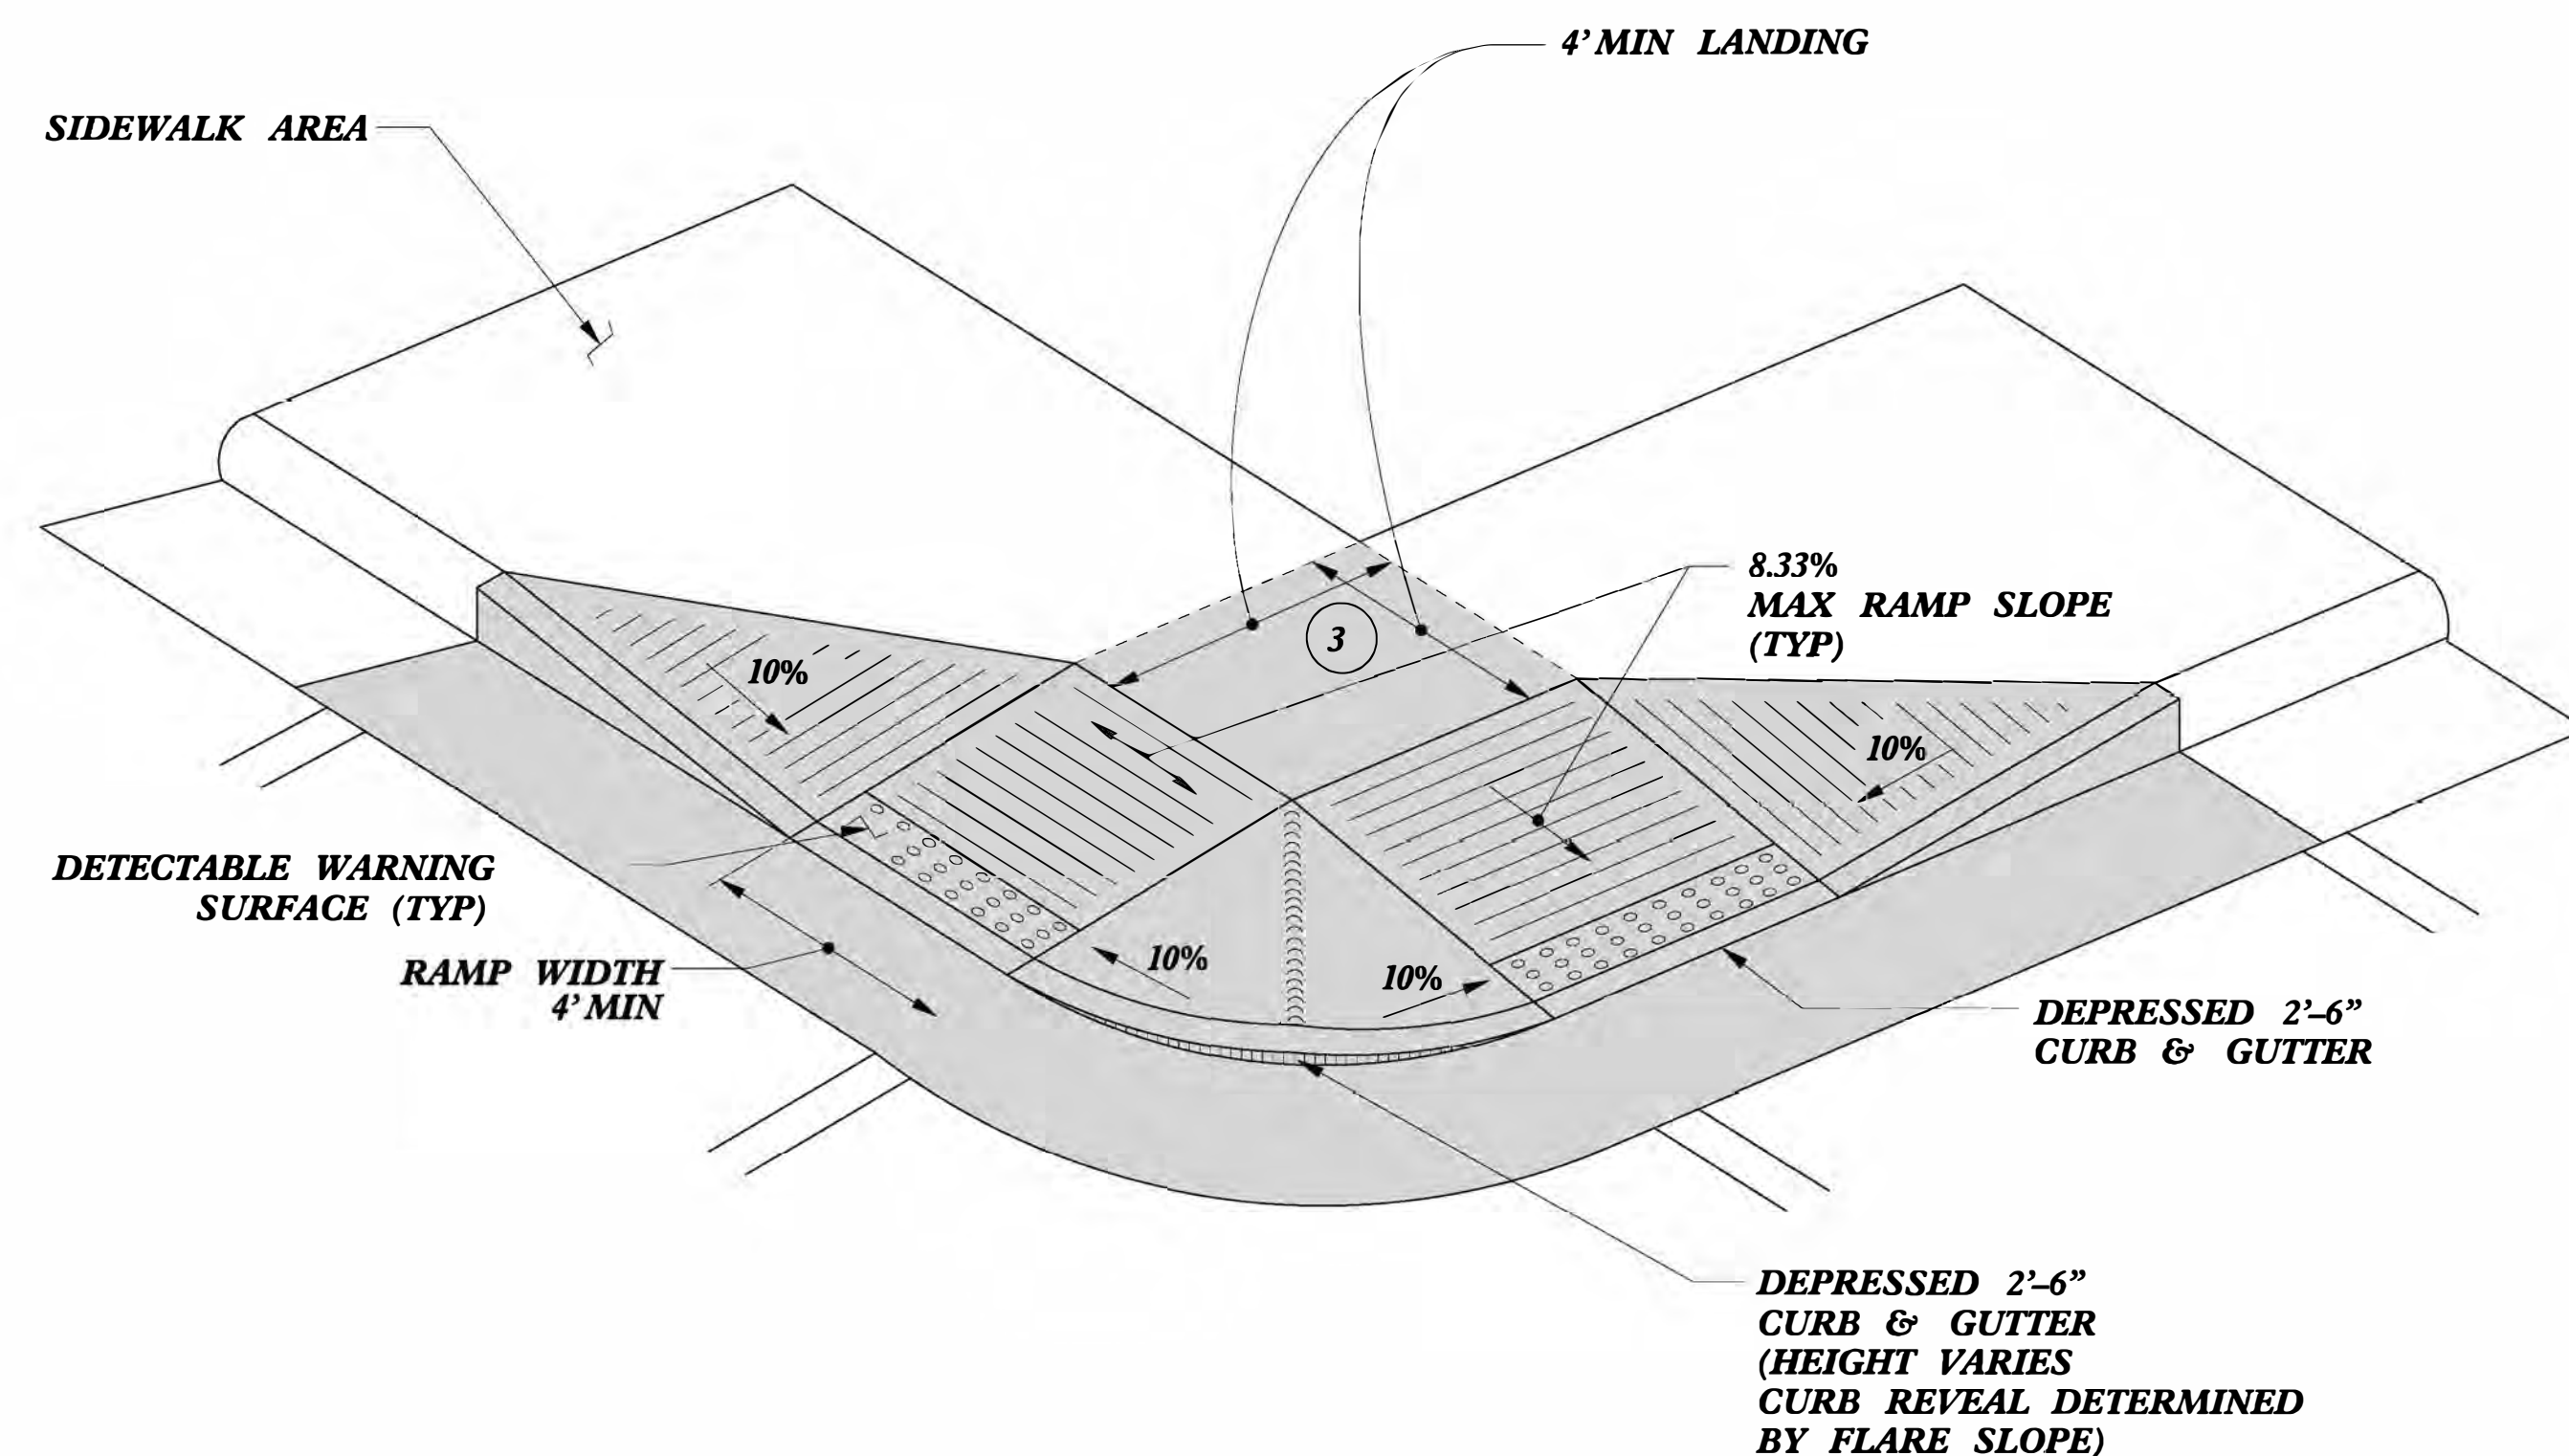 4' MIN LANDING
SIDEWALK AREA
8.33%
MAX RAMP SLOPE
(TYP)
3
10%
10%
DETECTABLE WARNING
SURFACE (TYP)
RAMP WIDTH
4' MIN
10%
10%
DEPRESSED 2'–6”
CURB & GUTTER
DEPRESSED 2'–6”
CURB & GUTTER
(HEIGHT VARIES
CURB REVEAL DETERMINED
BY FLARE SLOPE)